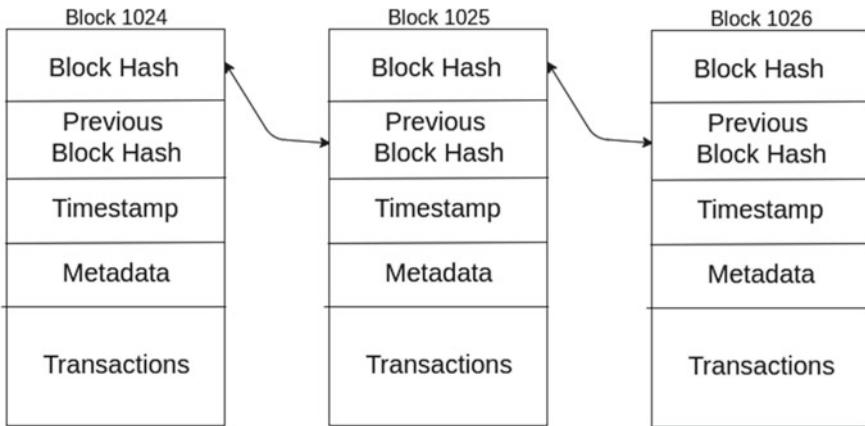 Block 1024
Block Hash
Previous
Block Hash
Timestamp
Metadata
Transactions
Block 1025
Block Hash
Previous
Block Hash
Timestamp
Metadata
Transactions
Block 1026
Block Hash
Previous
Block Hash
Timestamp
Metadata
Transactions